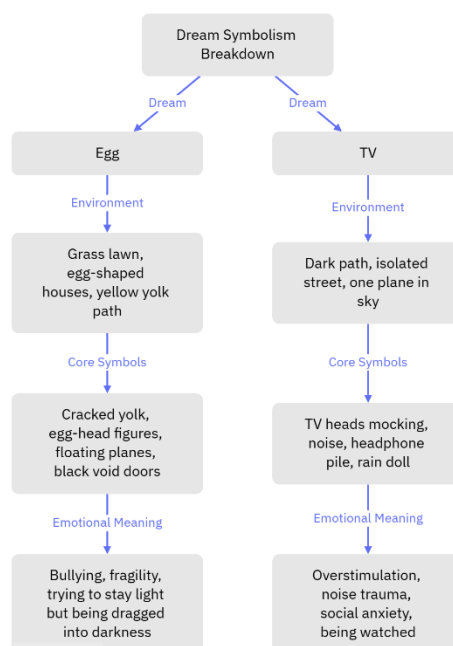 Dream Symbolism
Breakdown
Dream
Dream
Egg
TV
Environment
Environment
Grass lawn,
egg-shaped
houses, yellow yolk
path
Dark path, isolated
street, one plane in
sky
Core Symbols
Core Symbols
Cracked yolk,
egg-head figures,
floating planes,
black void doors
TV heads mocking,
noise, headphone
pile, rain doll
Emotional Meaning
Emotional Meaning
Bullying, fragility,
trying to stay light
but being dragged
into darkness
Overstimulation,
noise trauma,
social anxiety,
being watched